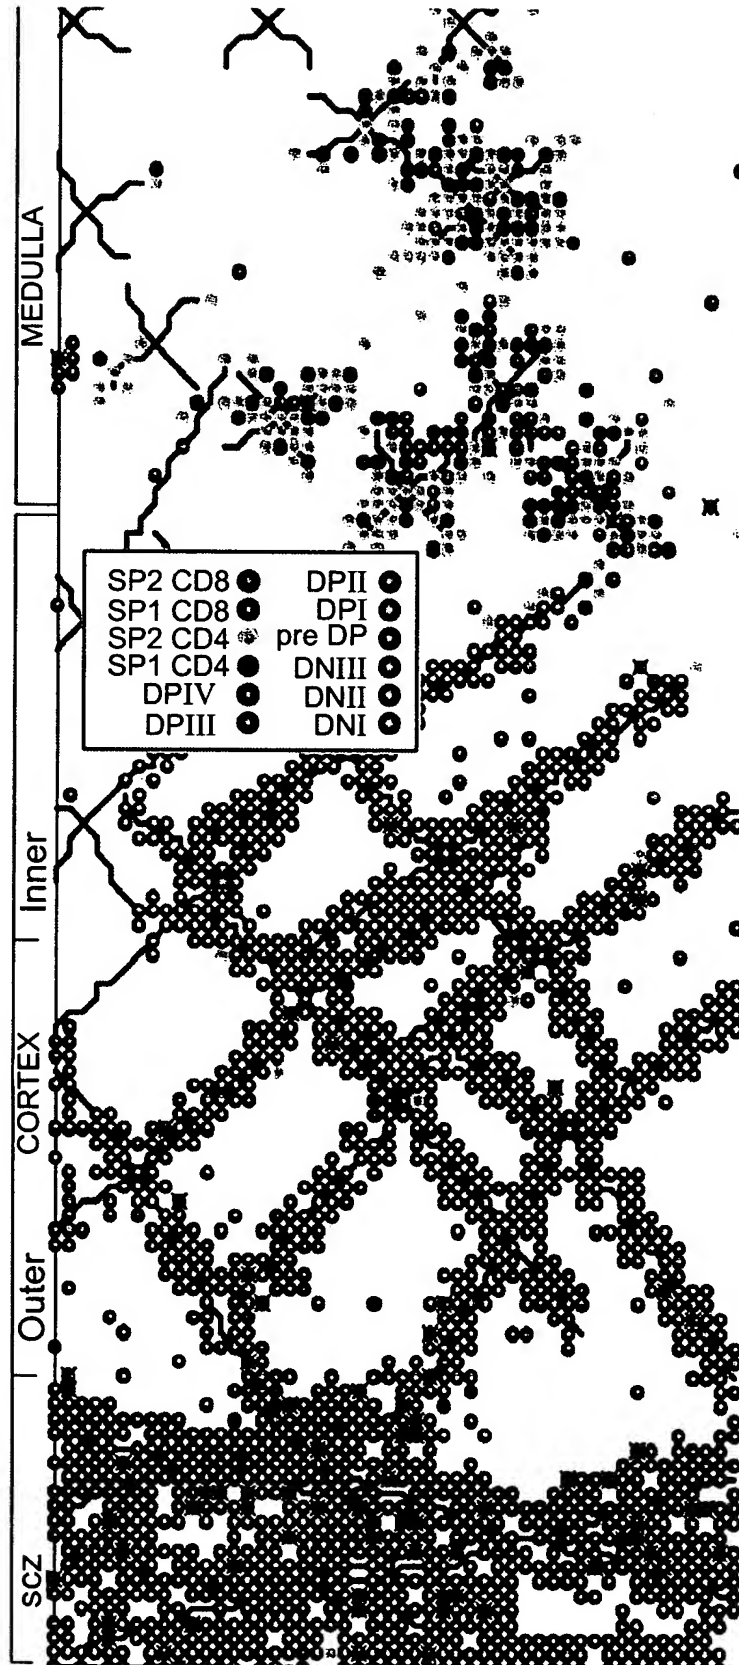 MEDULLA
SP2 CD8 DPII
SP1 CD8 DPI
SP2 CD4 pre DP
SP1 CD4 DNIII
DPIV DNII
DPIII DNI
Inner
CORTEX
Outer
SCZ